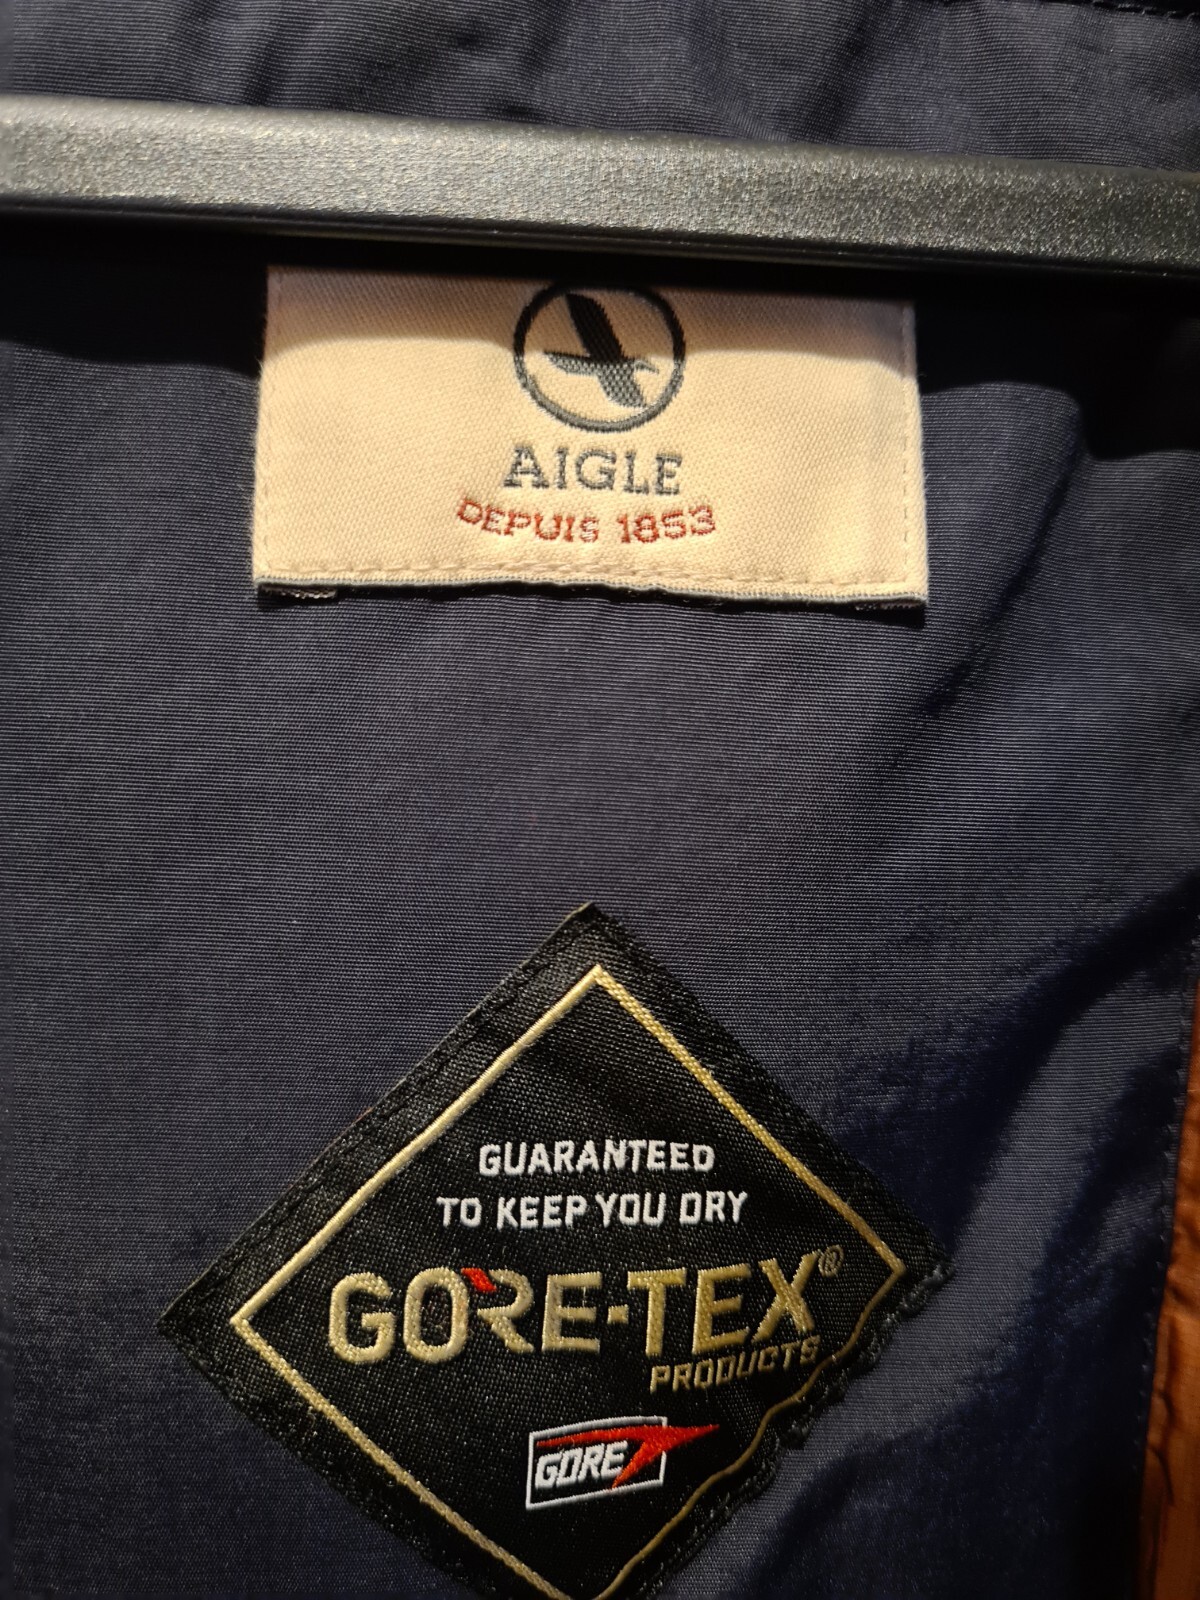 AIGLE
DEPUIS 1853
GUARANTEED
TO KEEP YOU DRY
GORE-TEX®
PRODUCTS
GORE